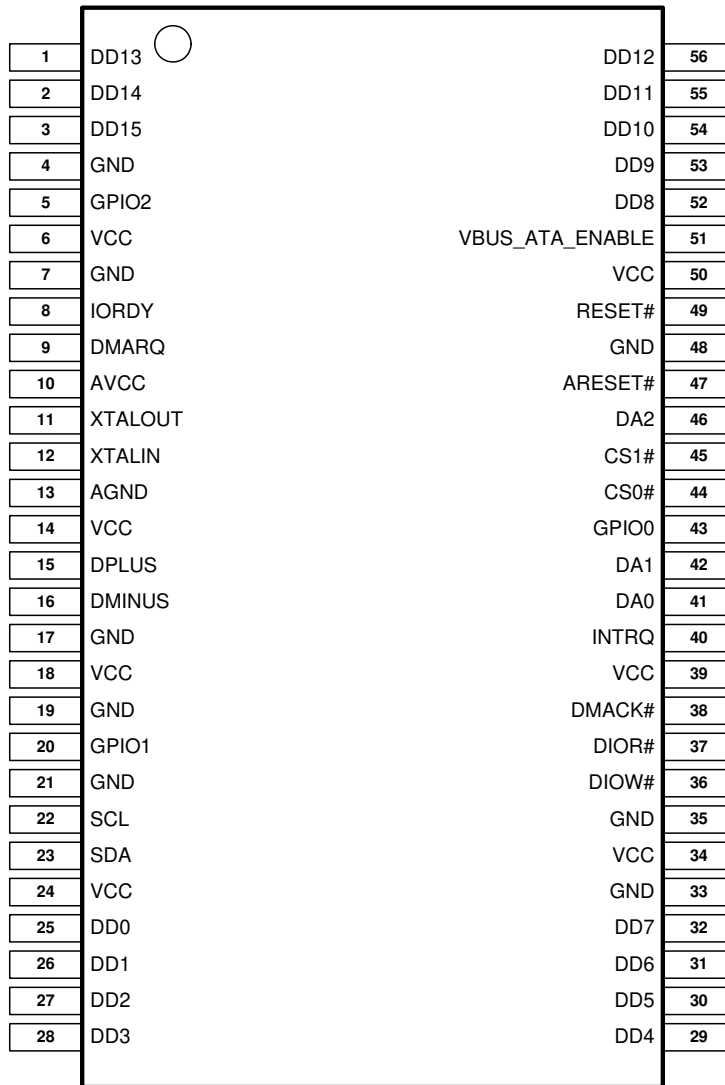 1 DD13 DD12 56
2 DD14 DD11 55
3 DD15 DD10 54
4 GND DD9 53
5 GPIO2 DD8 52
6 VCC VBUS_ATA_ENABLE 51
7 GND VCC 50
8 IORDY RESET# 49
9 DMARQ GND 48
10 AVCC ARESET# 47
11 XTALOUT DA2 46
12 XTALIN CS1# 45
13 AGND CS0# 44
14 VCC GPIO0 43
15 DPLUS DA1 42
16 DMINUS DA0 41
17 GND INTRQ 40
18 VCC VCC 39
19 GND DMACK# 38
20 GPIO1 DIOR# 37
21 GND DIOW# 36
22 SCL GND 35
23 SDA VCC 34
24 VCC GND 33
25 DD0 DD7 32
26 DD1 DD6 31
27 DD2 DD5 30
28 DD3 DD4 29